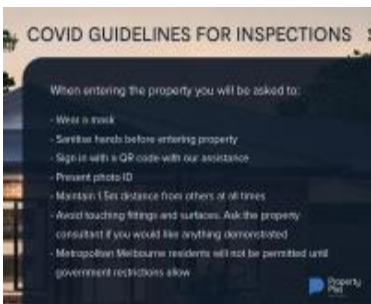 COVID GUIDELINES FOR INSPECTIONS
When entering the property you will be asked to:
- Wear a mask
- Sanitise hands before entering property
- Sign in with a QR code with our assistance
- Present photo ID
- Maintain 1.5m distance from others at all times
- Avoid touching fittings and surfaces. Ask the property
consultant if you would like anything demonstrated
- Metropolitan Melbourne residents will not be permitted until
government restrictions allow
Property